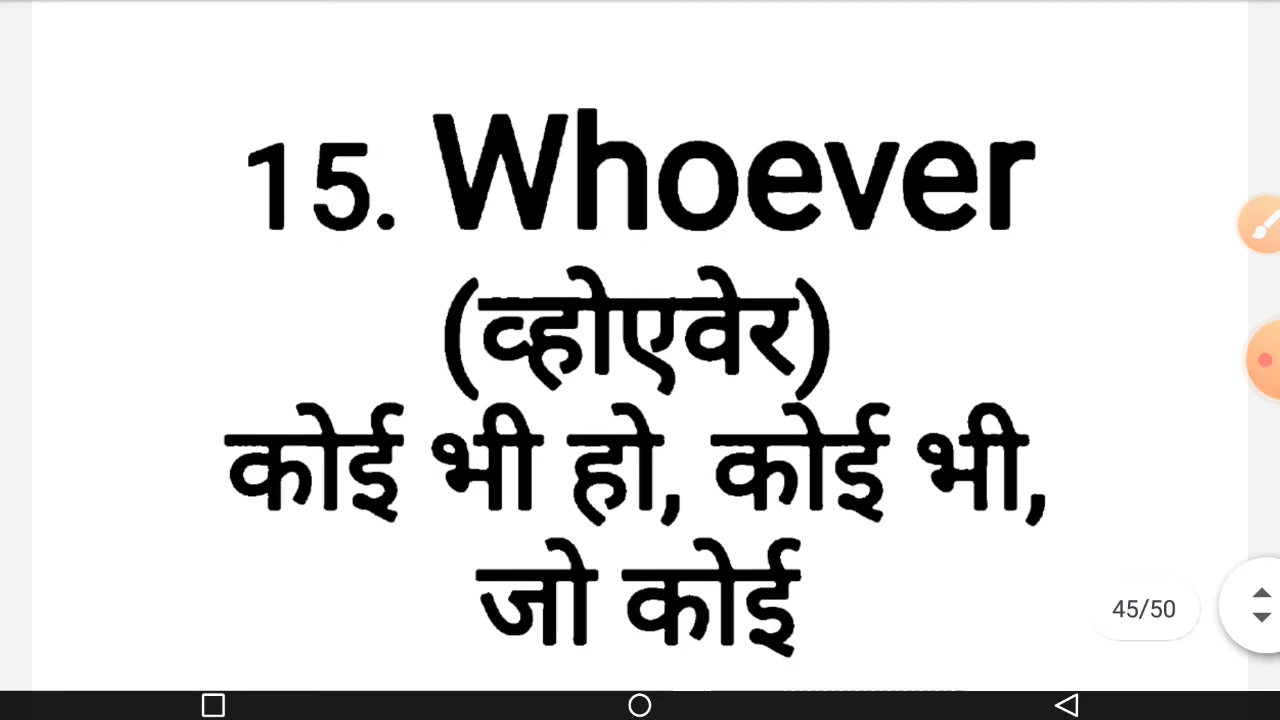 15. Whoever
(व्होएवेर)
कोई भी हो, कोई भी,
जो कोई
45/50